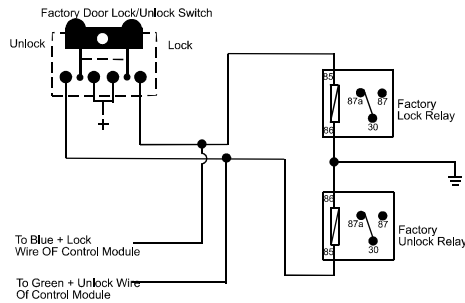 Factory Door Lock/Unlock Switch
Unlock
Lock
+
85
87a
87
30
86
Factory
Lock Relay
86
87a
87
30
85
Factory
Unlock Relay
To Blue + Lock
Wire OF Control Module
To Green + Unlock Wire
Of Control Module